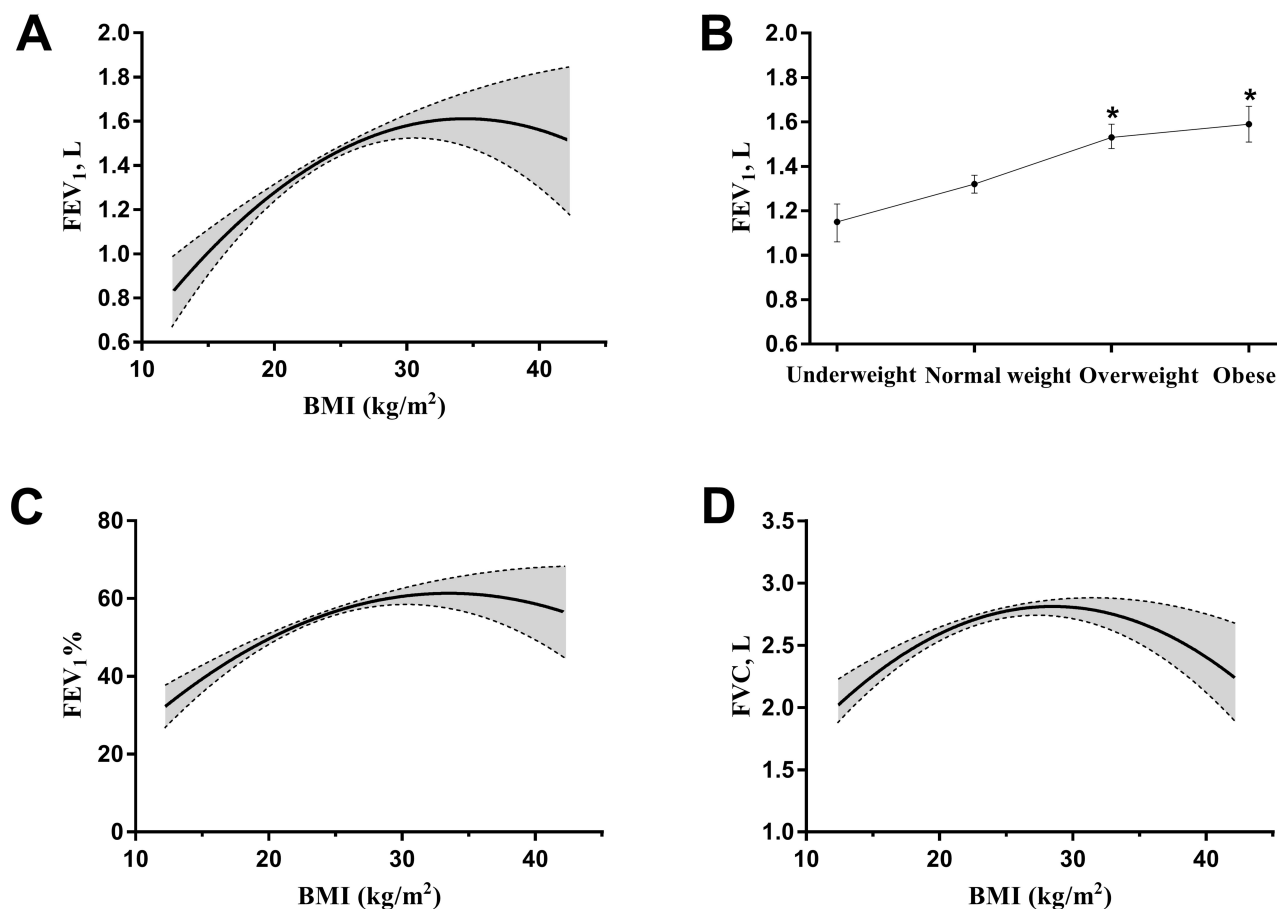 A
2.0
1.8
1.6
1.4
1.2
1.0
0.8
0.6
FEV₁, L
10
20
30
40
BMI (kg/m²)
B
2.0
1.8
1.6
1.4
1.2
1.0
0.8
0.6
FEV₁, L
*
*
Underweight
Normal weight
Overweight
Obese
C
80
60
40
20
0
FEV₁%
10
20
30
40
BMI (kg/m²)
D
3.5
3.0
2.5
2.0
1.5
1.0
FVC, L
10
20
30
40
BMI (kg/m²)